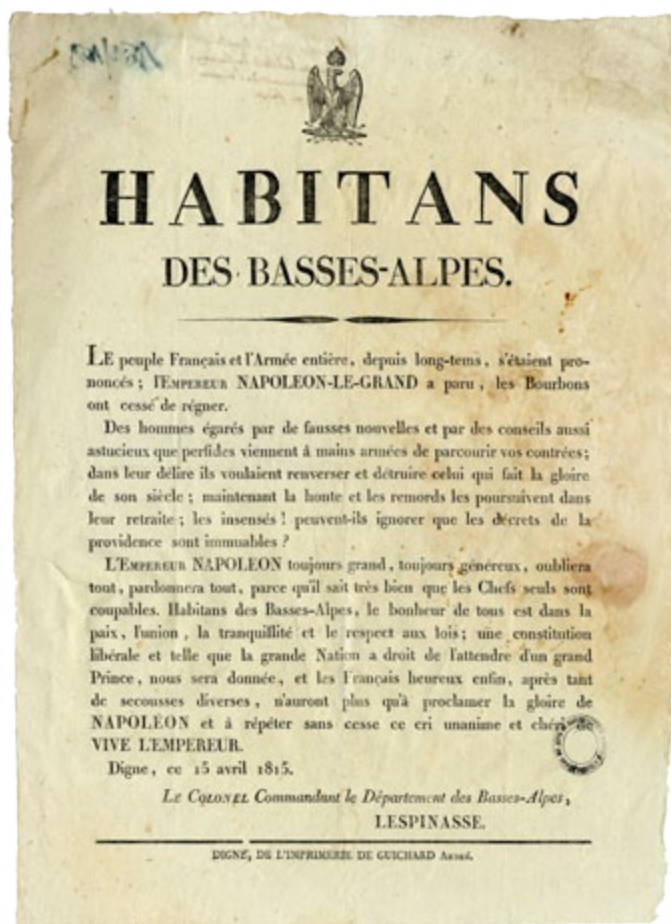 HABITANS
DES BASSES-ALPES.
LE peuple Français et l'Armée entière, depuis long-tems, s'étaient pro-
noncés ; l'EMPEREUR NAPOLEON-LE-GRAND a paru, les Bourbons
ont cessé de régner.
Des hommes égarés par de fausses nouvelles et par des conseils aussi
astucieux que perfides viennent à mains armées de parcourir vos contrées ;
dans leur délire ils voulaient renverser et détruire celui qui fait la gloire
de son siècle ; maintenant la honte et les remords les poursuivent dans
leur retraite ; les insensés ! peuvent-ils ignorer que les décrets de la
providence sont immuables ?
L'EMPEREUR NAPOLEON toujours grand, toujours généreux, oubliera
tout, pardonnera tout, parce qu'il sait très bien que les Chefs seuls sont
coupables. Habitans des Basses-Alpes, le bonheur de tous est dans la
paix, l'union, la tranquillité et le respect aux lois ; une constitution
libérale et telle que la grande Nation a droit de l'attendre d'un grand
Prince, nous sera donnée, et les Français heureux enfin, après tant
de secousses diverses, n'auront plus qu'à proclamer la gloire de
NAPOLÉON et à répéter sans cesse ce cri unanime et chéri de
VIVE L'EMPEREUR.
Digne, ce 15 avril 1815.
Le COLONEL Commandant le Département des Basses-Alpes,
LESPINASSE.
DIGNE, DE L'IMPRIMERIE DE GUICHARD André.